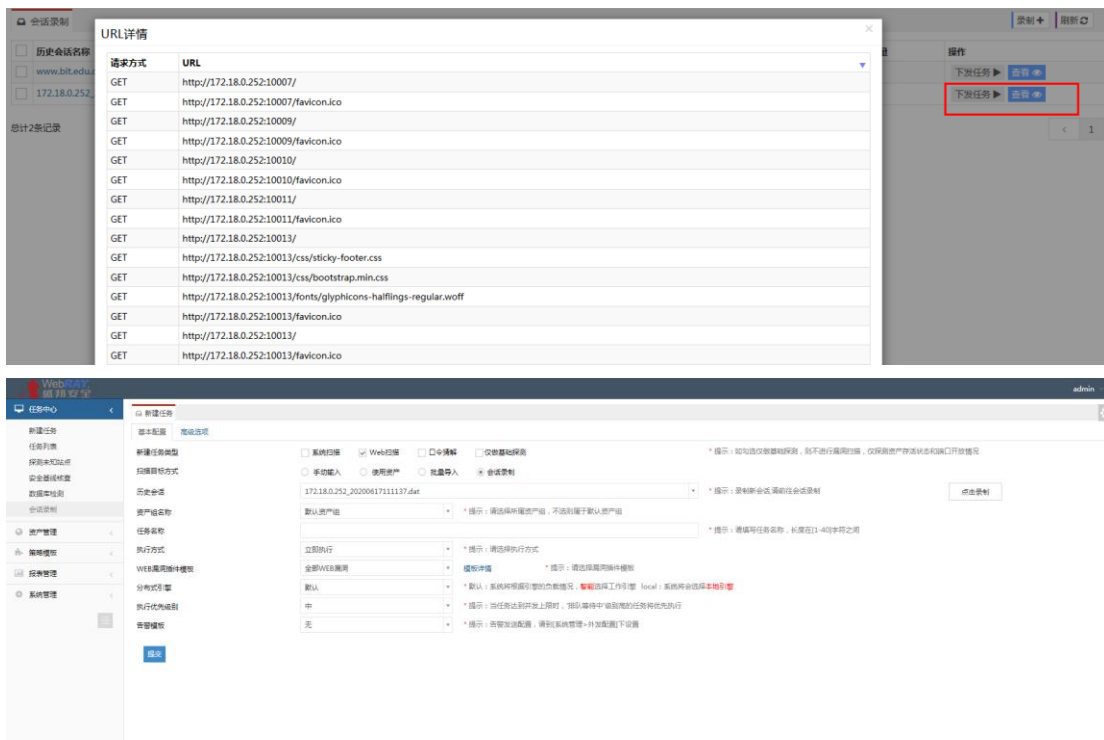 会话录制
录制 刷新
URL详情
×
历史会话名称 操作
请求方式 URL
www.bit.edu. 下发任务 查看
GET http://172.18.0.252:10007/
172.18.0.252_ 下发任务 查看
GET http://172.18.0.252:10007/favicon.ico
GET http://172.18.0.252:10009/
总计2条记录 < 1
GET http://172.18.0.252:10009/favicon.ico
GET http://172.18.0.252:10010/
GET http://172.18.0.252:10010/favicon.ico
GET http://172.18.0.252:10011/
GET http://172.18.0.252:10011/favicon.ico
GET http://172.18.0.252:10013/
GET http://172.18.0.252:10013/css/sticky-footer.css
GET http://172.18.0.252:10013/css/bootstrap.min.css
GET http://172.18.0.252:10013/fonts/glyphicons-halflings-regular.woff
GET http://172.18.0.252:10013/favicon.ico
GET http://172.18.0.252:10013/
GET http://172.18.0.252:10013/favicon.ico
WebRAY
盛邦安全
admin
任务中心
新建任务
任务列表
探测未知站点
安全基线核查
数据库检测
会话录制
资产管理
策略模板
报表管理
系统管理
新建任务
基本配置 高级选项
新建任务类型 系统扫描 Web扫描 口令猜解 仅做基础探测 * 提示：如勾选仅做基础探测，则不进行漏洞扫描，仅探测资产存活状态和端口开放情况
扫描目标方式 手动输入 使用资产 批量导入 会话录制
历史会话 172.18.0.252_20200617111137.dat * 提示：录制新会话,请前往会话录制 点击录制
资产组名称 默认资产组 * 提示：请选择所属资产组，不选则属于默认资产组
任务名称 * 提示：请填写任务名称，长度在[1-40]字符之间
执行方式 立即执行 * 提示：请选择执行方式
WEB漏洞插件模板 全部WEB漏洞 模板详情 * 提示：请选择漏洞插件模板
分布式引擎 默认 * 默认：系统将根据引擎的负载情况，智能选择工作引擎 local：系统将会选择本地引擎
执行优先级别 中 * 提示：当任务达到并发上限时，'排队等待中'级别高的任务将优先执行
告警模板 无 * 提示：告警发送配置，请到[系统管理>外发配置]下设置
提交